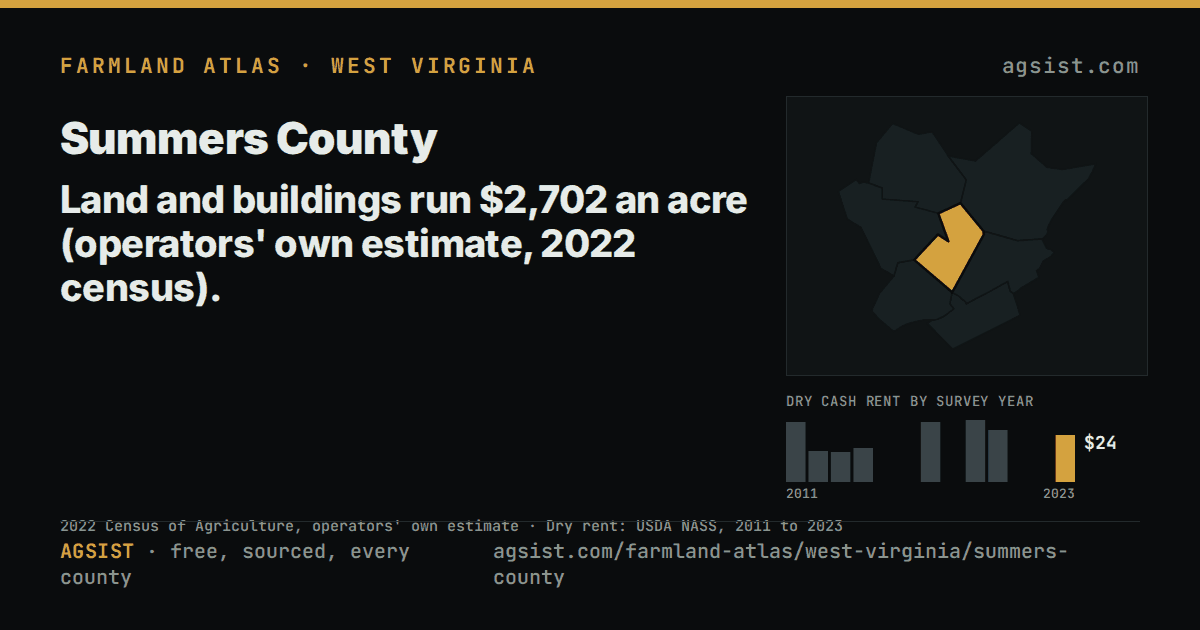 FARMLAND ATLAS · WEST VIRGINIA
agsist.com
Summers County
Land and buildings run $2,702 an acre
(operators' own estimate, 2022
census).
DRY CASH RENT BY SURVEY YEAR
$24
2011
2023
2022 Census of Agriculture, operators' own estimate · Dry rent: USDA NASS, 2011 to 2023
AGSIST · free, sourced, every
county
agsist.com/farmland-atlas/west-virginia/summers-
county